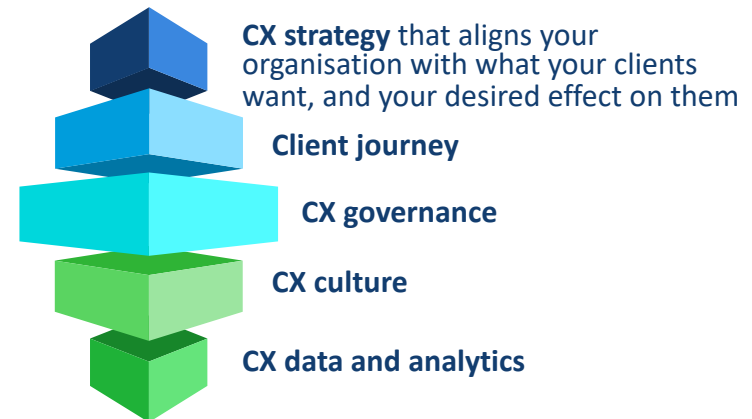 CX strategy that aligns your
organisation with what your clients
want, and your desired effect on them
Client journey
CX governance
CX culture
CX data and analytics